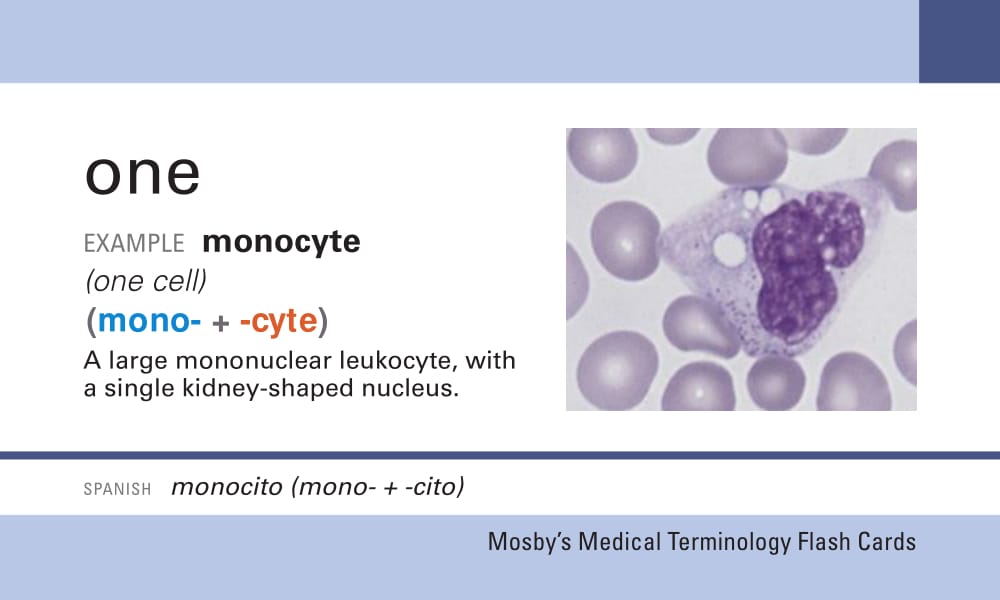 one
EXAMPLE monocyte
(one cell)
(mono- + -cyte)
A large mononuclear leukocyte, with
a single kidney-shaped nucleus.
SPANISH monocito (mono- + -cito)
Mosby's Medical Terminology Flash Cards